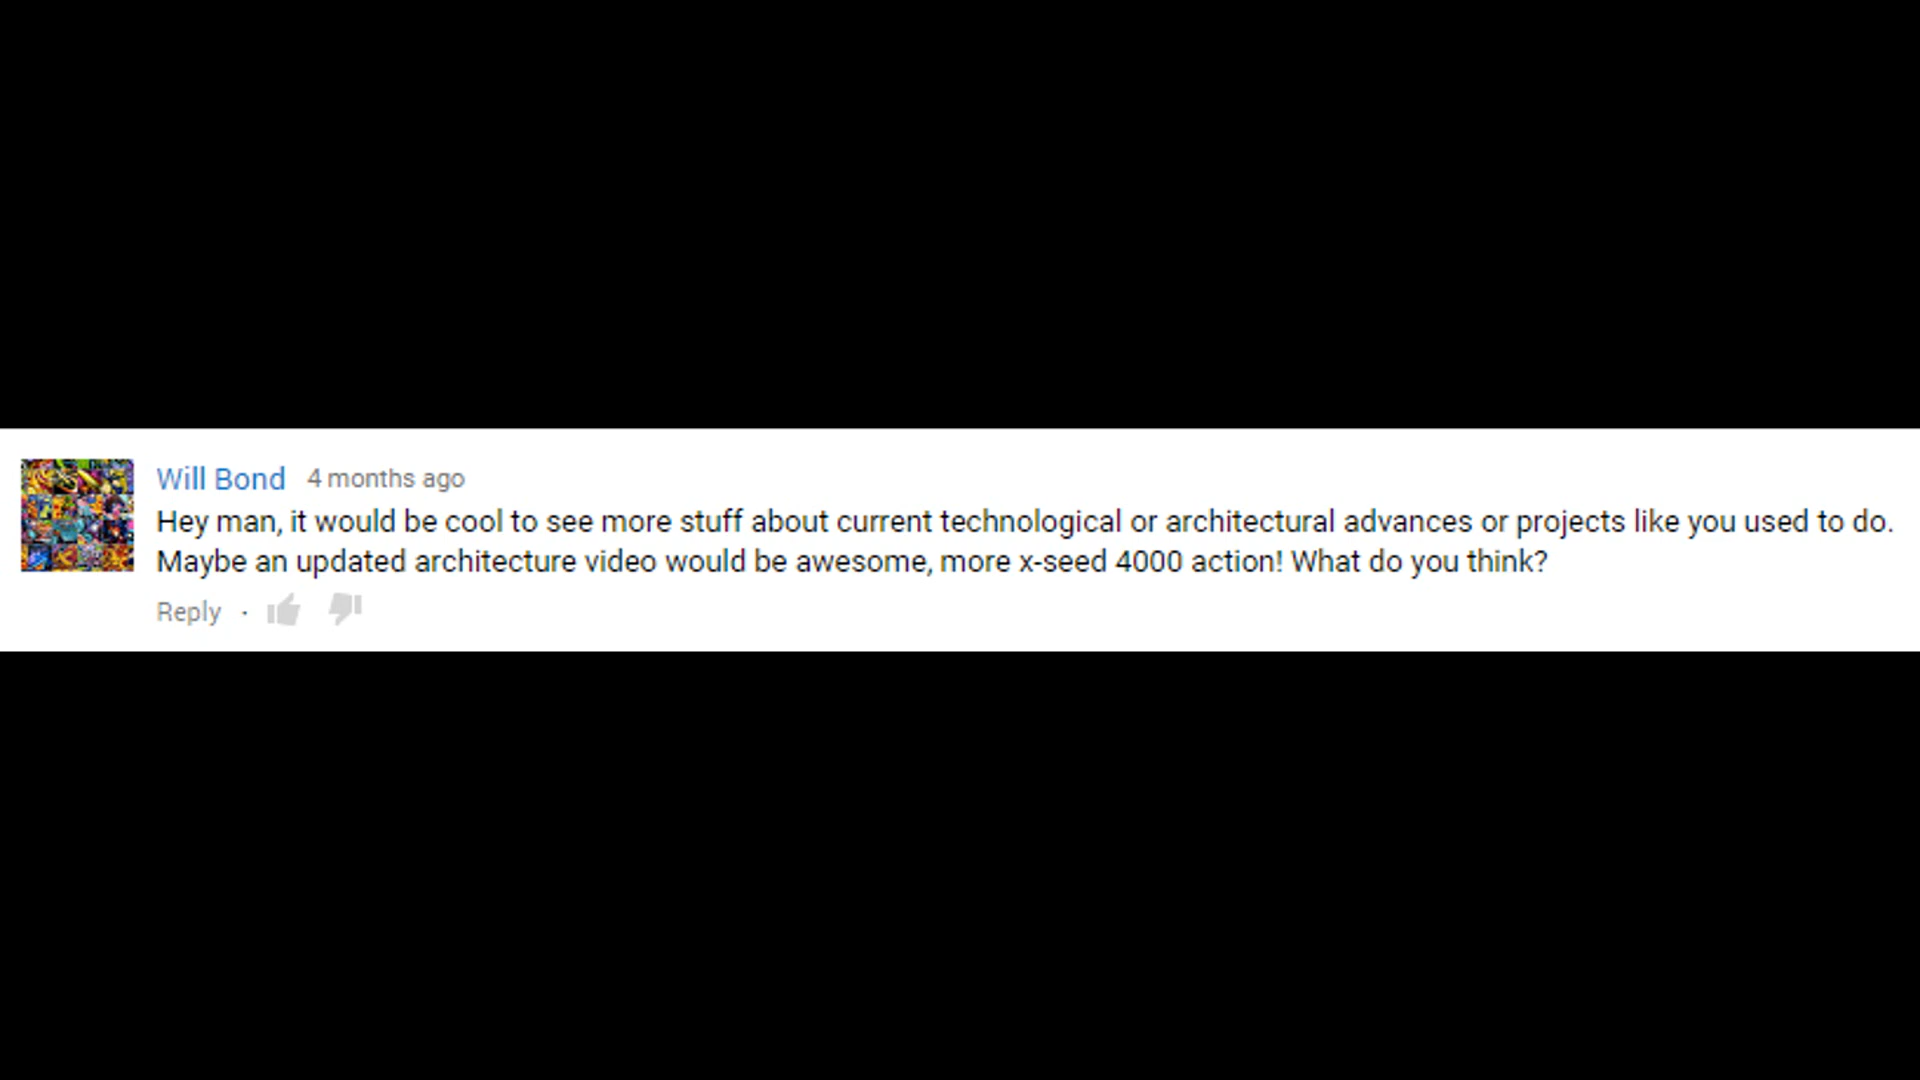 Will Bond 4 months ago
Hey man, it would be cool to see more stuff about current technological or architectural advances or projects like you used to do.
Maybe an updated architecture video would be awesome, more x-seed 4000 action! What do you think?
Reply ·